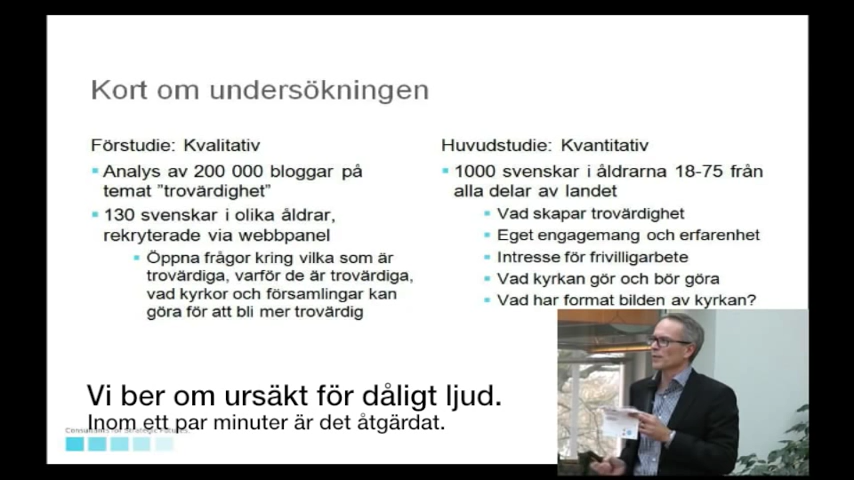 Kort om undersökningen
Förstudie: Kvalitativ
Analys av 200 000 bloggar på
temat "trovärdighet"
130 svenskar i olika åldrar,
rekryterade via webbpanel
Öppna frågor kring vilka som är
trovärdiga, varför de är trovärdiga,
vad kyrkor och församlingar kan
göra för att bli mer trovärdig
Huvudstudie: Kvantitativ
1000 svenskar i åldrarna 18-75 från
alla delar av landet
Vad skapar trovärdighet
Eget engagemang och erfarenhet
Intresse för frivilligarbete
Vad kyrkan gör och bör göra
Vad har format bilden av kyrkan?
Vi ber om ursäkt för dåligt ljud.
Inom ett par minuter är det åtgärdat.
Consultants for Strategic Futures.